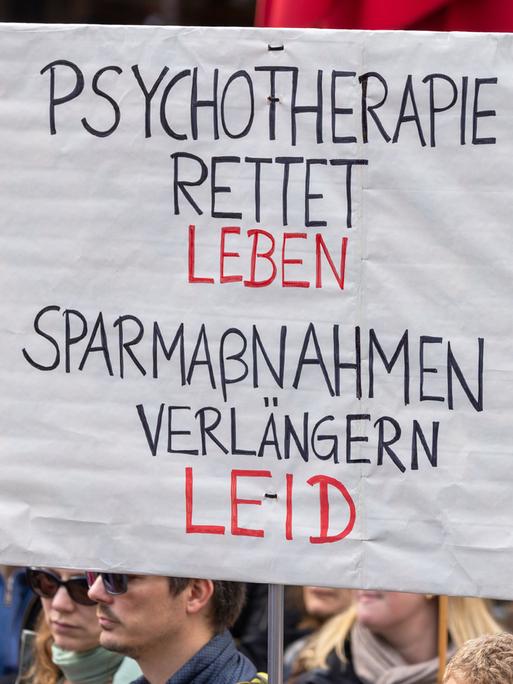 PSYCHOTHERAPIE
RETTET
LEBEN
SPARMAßNAHMEN
VERLÄNGERN
LEID